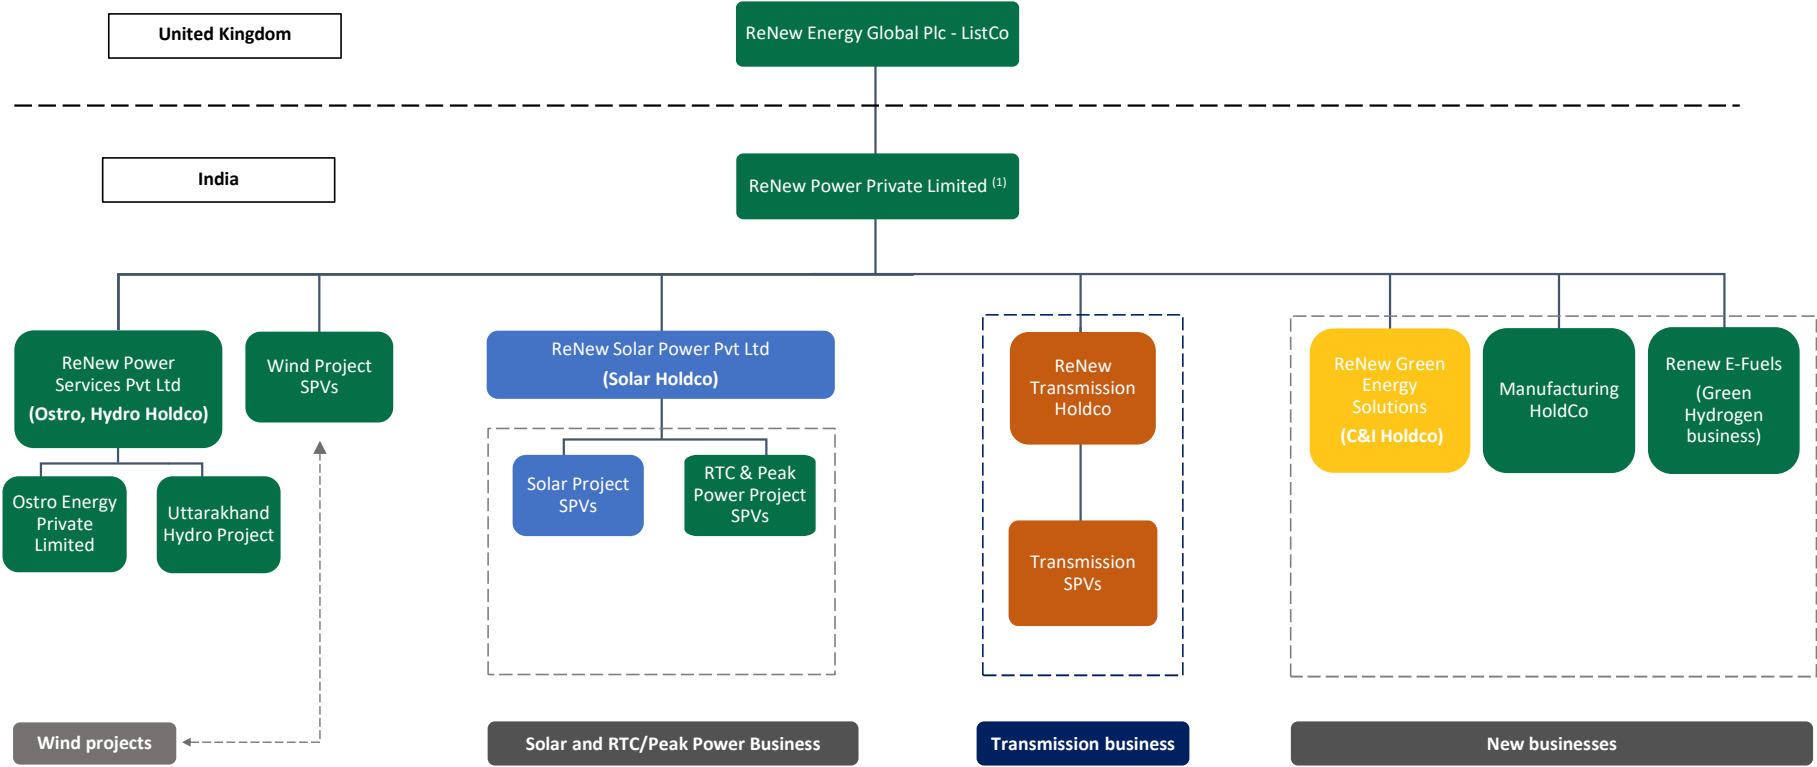 United Kingdom
ReNew Energy Global Plc - ListCo
India
ReNew Power Private Limited (1)
ReNew Power
Services Pvt Ltd
(Ostro, Hydro Holdco)
Wind Project
SPVs
ReNew Solar Power Pvt Ltd
(Solar Holdco)
ReNew
Transmission
Holdco
ReNew Green
Energy
Solutions
(C&I Holdco)
Manufacturing
HoldCo
Renew E-Fuels
(Green
Hydrogen
business)
Ostro Energy
Private
Limited
Uttarakhand
Hydro Project
Solar Project
SPVs
RTC & Peak
Power Project
SPVs
Transmission
SPVs
Wind projects
Solar and RTC/Peak Power Business
Transmission business
New businesses